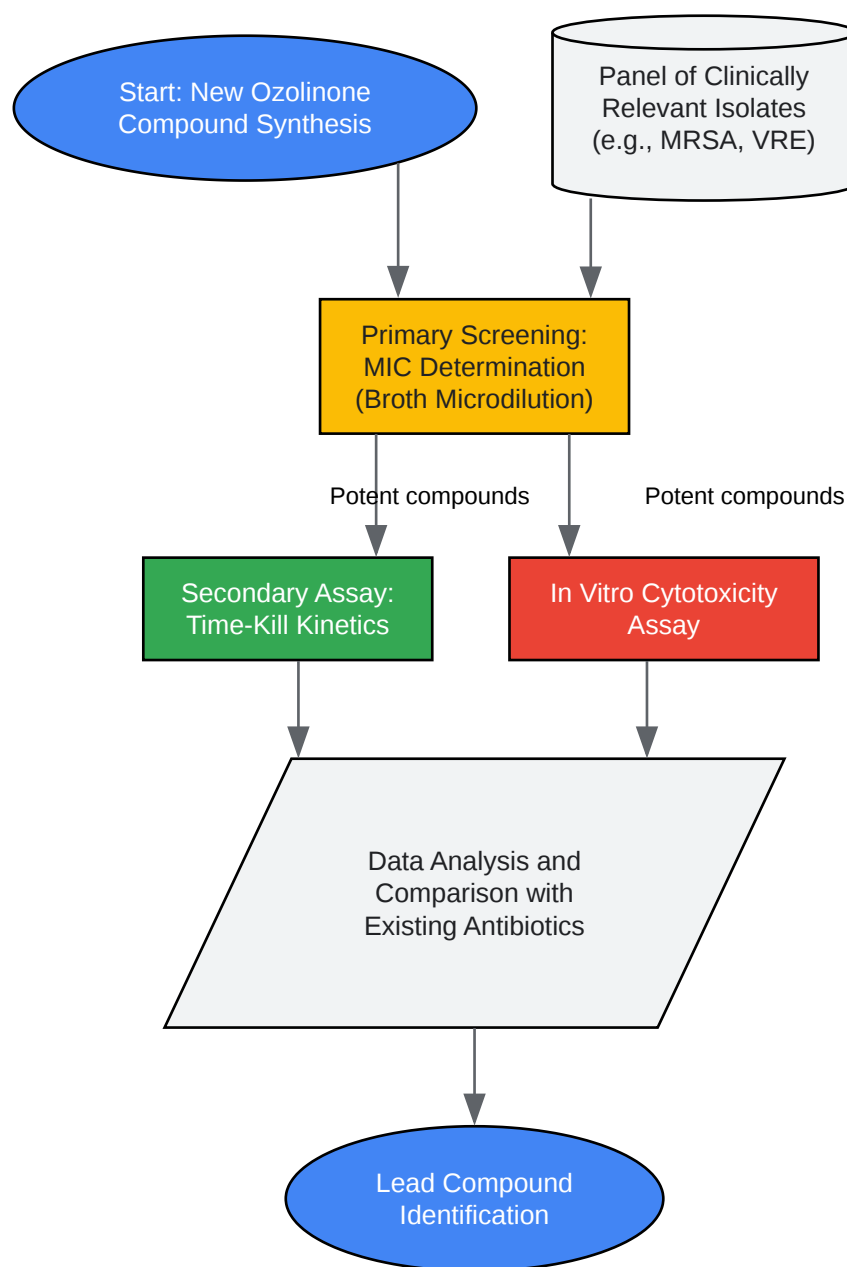 Start: New Ozolinone
Compound Synthesis
Panel of Clinically
Relevant Isolates
(e.g., MRSA, VRE)
Primary Screening:
MIC Determination
(Broth Microdilution)
Potent compounds
Potent compounds
Secondary Assay:
Time-Kill Kinetics
In Vitro Cytotoxicity
Assay
Data Analysis and
Comparison with
Existing Antibiotics
Lead Compound
Identification